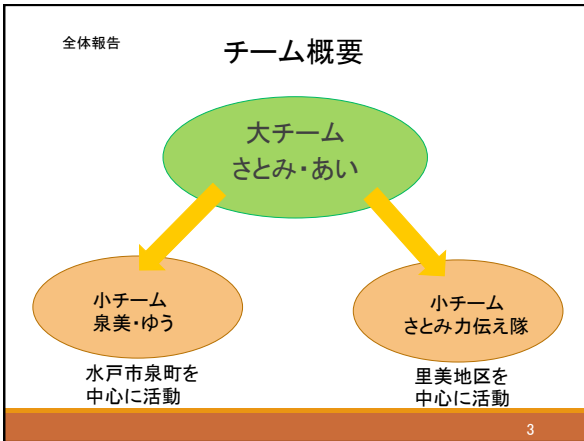 全体報告
チーム概要
大チーム
さとみ・あい
小チーム
泉美・ゆう
水戸市泉町を
中心に活動
小チーム
さとみ力伝え隊
里美地区を
中心に活動
3